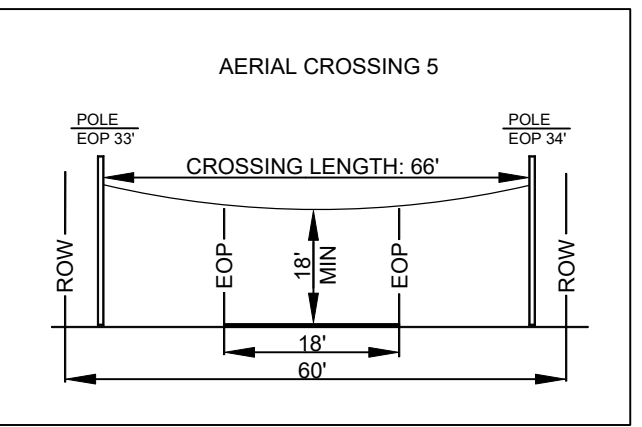 AERIAL CROSSING 5
POLE
EOP 33'
POLE
EOP 34'
CROSSING LENGTH: 66'
ROW
EOP
18'
MIN
EOP
ROW
18'
60'